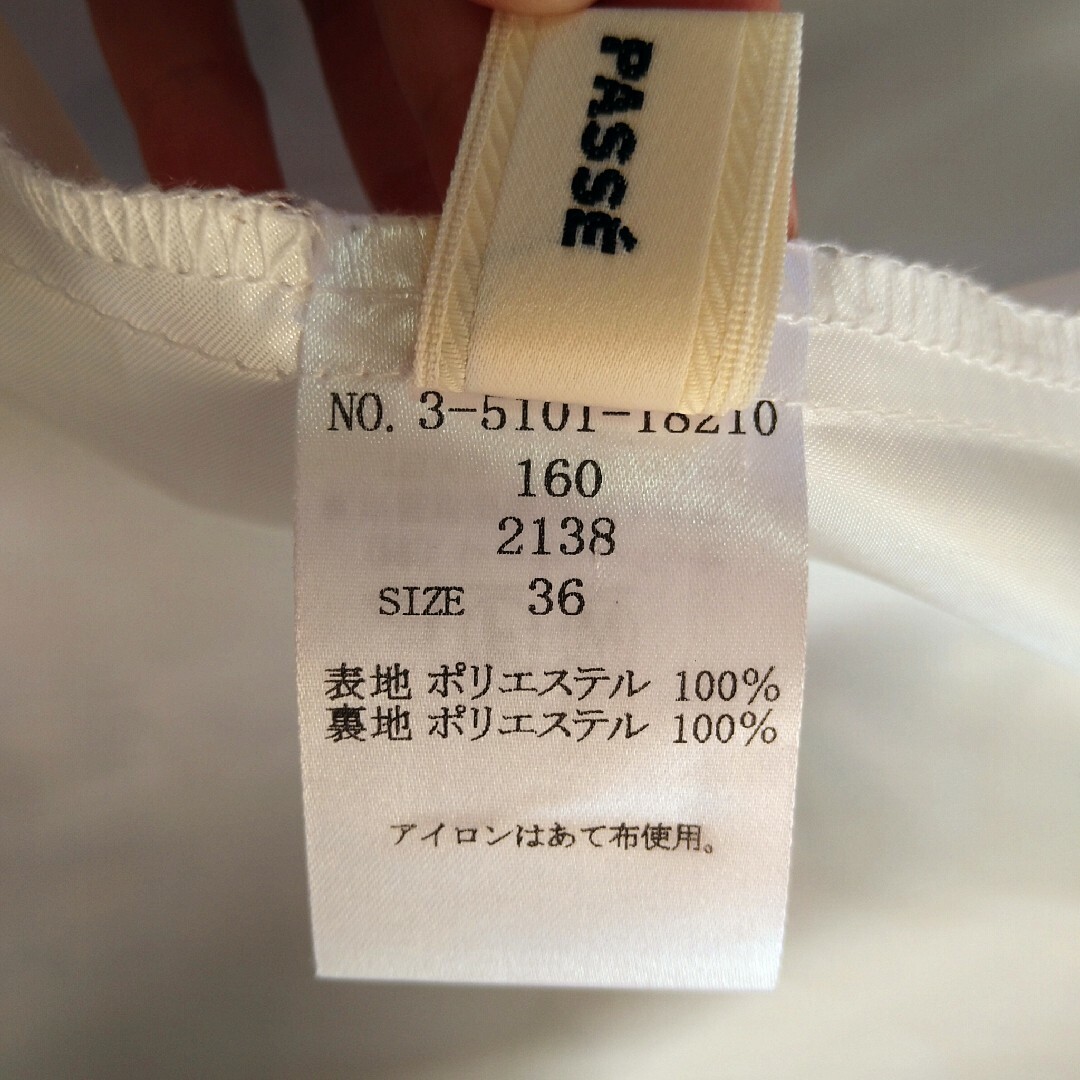 PASSÉ
NO. 3-5101-18210
160
2138
SIZE 36
表地 ポリエステル 100%
裏地 ポリエステル 100%
アイロンはあて布使用。